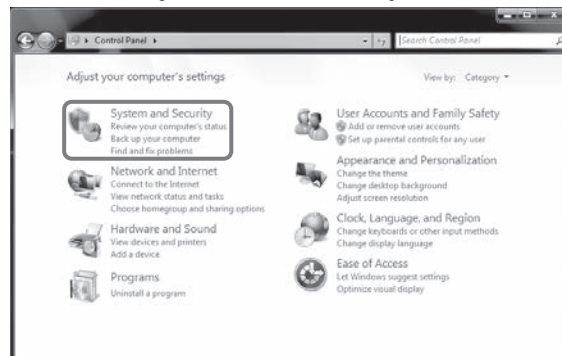 Control Panel
Search Control Panel
Adjust your computer's settings
View by: Category
System and Security
Review your computer's status
Back up your computer
Find and fix problems
Network and Internet
Connect to the Internet
View network status and tasks
Choose homegroup and sharing options
Hardware and Sound
View devices and printers
Add a device
Programs
Uninstall a program
User Accounts and Family Safety
Add or remove user accounts
Set up parental controls for any user
Appearance and Personalization
Change the theme
Change desktop background
Adjust screen resolution
Clock, Language, and Region
Change keyboards or other input methods
Change display language
Ease of Access
Let Windows suggest settings
Optimize visual display